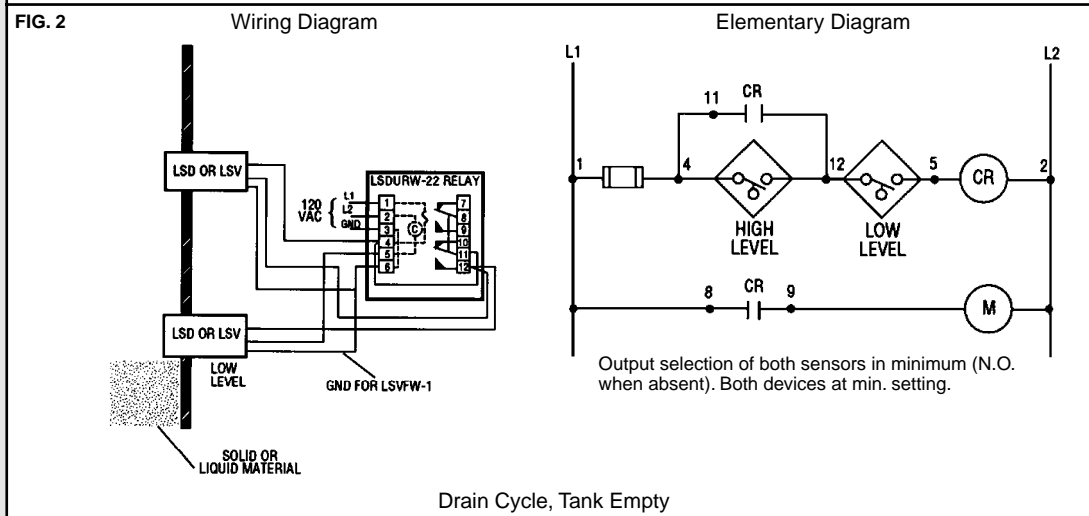 FIG. 2
Wiring Diagram
Elementary Diagram
LSD OR LSV
LSDURW-22 RELAY
120
VAC
L1
L2
GND
1
2
3
4
5
6
C
7
8
9
10
11
12
LSD OR LSV
LOW
LEVEL
GND FOR LSVFW-1
SOLID OR
LIQUID MATERIAL
L1
L2
11
CR
1
4
12
5
CR
2
HIGH
LEVEL
LOW
LEVEL
8
CR
9
M
Output selection of both sensors in minimum (N.O.
when absent). Both devices at min. setting.
Drain Cycle, Tank Empty